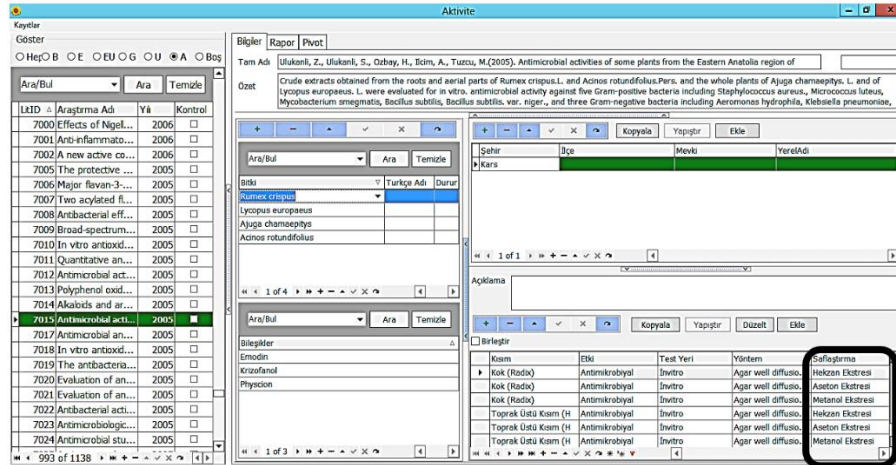 Aktivite
Kayıtlar
Göster
Hep B E EU G U A Boş
Ara/Bul Ara Temizle
LitID Araştırma Adı Yıl Kontrol
7000 Effects of Nigell... 2006
7001 Anti-inflammato... 2006
7002 A new active co... 2006
7005 The protective ... 2005
7006 Major flavan-3-... 2005
7007 Two acylated fl... 2005
7008 Antibacterial eff... 2005
7009 Broad-spectrum... 2005
7010 In vitro antioxid... 2005
7011 Quantitative an... 2005
7012 Antimicrobial act... 2005
7013 Polyphenol oxid... 2005
7014 Alkaloids and ar... 2005
7015 Antimicrobial acti... 2005
7017 Antimicrobial an... 2005
7018 In vitro antioxid... 2005
7019 The antibacteria... 2005
7020 Evaluation of an... 2005
7021 Evaluation of an... 2005
7022 Antibacterial acti... 2005
7023 Antimicrobiologic... 2005
7024 Antimicrobial stu... 2005
993 of 1138
Bilgiler Rapor Pivot
Tam Adı Ulukanli, Z., Ulukanli, S., Ozbay, H., Ilcim, A., Tuzcu, M.(2005). Antimicrobial activities of some plants from the Eastern Anatolia region of
Özet Crude extracts obtained from the roots and aerial parts of Rumex crispus.L. and Acinos rotundifolius.Pers. and the whole plants of Ajuga chamaepitys. L. and of
Lycopus europaeus. L. were evaluated for in vitro. antimicrobial activity against five Gram-positive bacteria including Staphylococcus aureus., Micrococcus luteus,
Mycobacterium smegmatis, Bacillus subtilis, Bacillus subtilis. var. niger., and three Gram-negative bacteria including Aeromonas hydrophila, Klebsiella pneumoniae,
Ara/Bul Ara Temizle
Bitki Turkçe Adı Durur
Rumex crispus
Lycopus europaeus
Ajuga chamaepitys
Acinos rotundifolius
1 of 4
Ara/Bul Ara Temizle
Bileşikler
Emodin
Krizofanol
Physcion
1 of 3
Kopyala Yapıştır Ekle
Şehir İlçe Mevki YerelAdi
Kars
1 of 1
Açıklama
Kopyala Yapıştır Düzelt Ekle
Birleştir
Kısım Etki Test Yeri Yöntem Saflaştırma
Kok (Radix) Antimikrobiyal İnvitro Agar well diffusio... Hekzan Ekstresi
Kok (Radix) Antimikrobiyal İnvitro Agar well diffusio... Aseton Ekstresi
Kok (Radix) Antimikrobiyal İnvitro Agar well diffusio... Metanol Ekstresi
Toprak Üstü Kısım (H Antimikrobiyal İnvitro Agar well diffusio... Hekzan Ekstresi
Toprak Üstü Kısım (H Antimikrobiyal İnvitro Agar well diffusio... Aseton Ekstresi
Toprak Üstü Kısım (H Antimikrobiyal İnvitro Agar well diffusio... Metanol Ekstresi